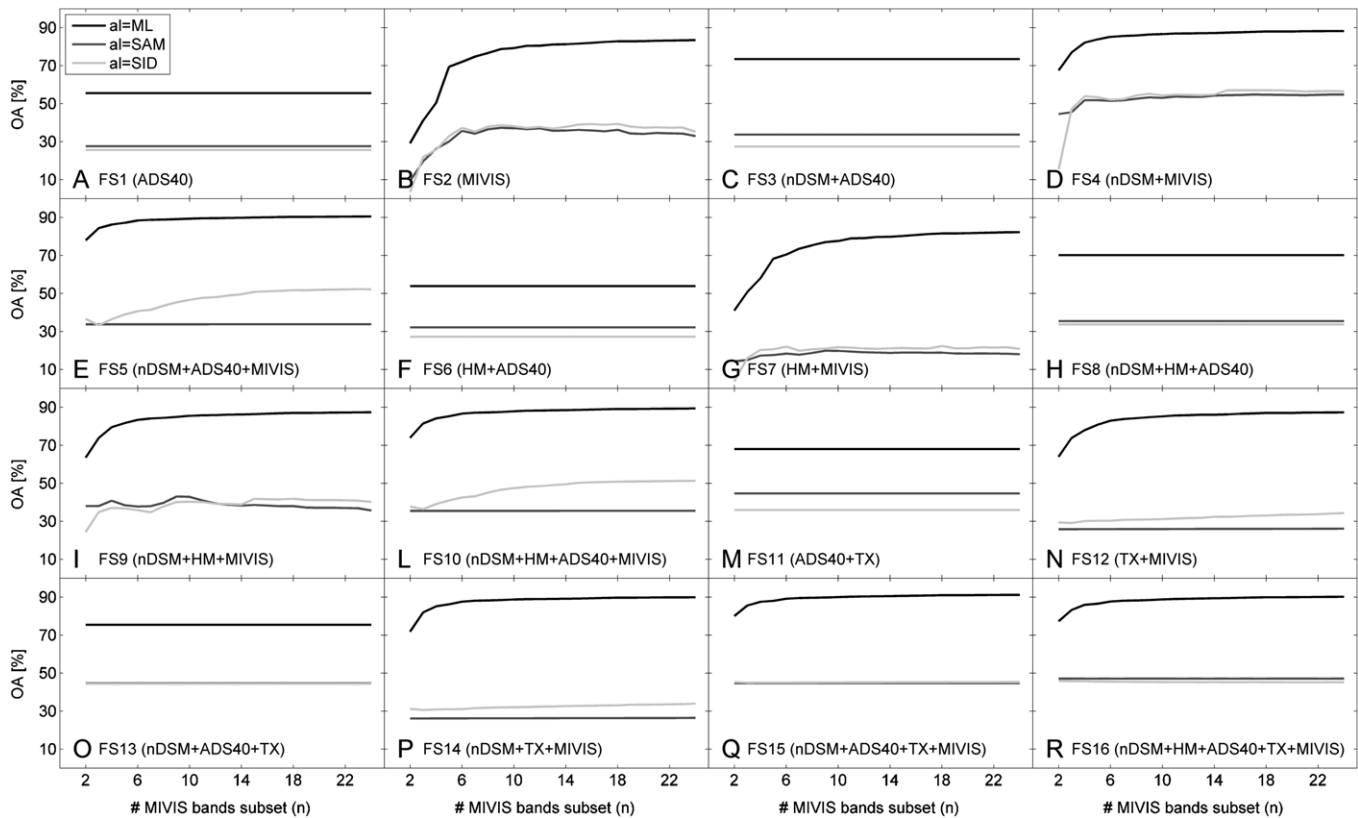 al=ML
al=SAM
al=SID
OA [%]
90
70
50
30
10
A FS1 (ADS40)
B FS2 (MIVIS)
C FS3 (nDSM+ADS40)
D FS4 (nDSM+MIVIS)
OA [%]
90
70
50
30
10
E FS5 (nDSM+ADS40+MIVIS)
F FS6 (HM+ADS40)
G FS7 (HM+MIVIS)
H FS8 (nDSM+HM+ADS40)
OA [%]
90
70
50
30
10
I FS9 (nDSM+HM+MIVIS)
L FS10 (nDSM+HM+ADS40+MIVIS)
M FS11 (ADS40+TX)
N FS12 (TX+MIVIS)
OA [%]
90
70
50
30
10
O FS13 (nDSM+ADS40+TX)
P FS14 (nDSM+TX+MIVIS)
Q FS15 (nDSM+ADS40+TX+MIVIS)
R FS16 (nDSM+HM+ADS40+TX+MIVIS)
2 6 10 14 18 22
2 6 10 14 18 22
2 6 10 14 18 22
2 6 10 14 18 22
# MIVIS bands subset (n)
# MIVIS bands subset (n)
# MIVIS bands subset (n)
# MIVIS bands subset (n)